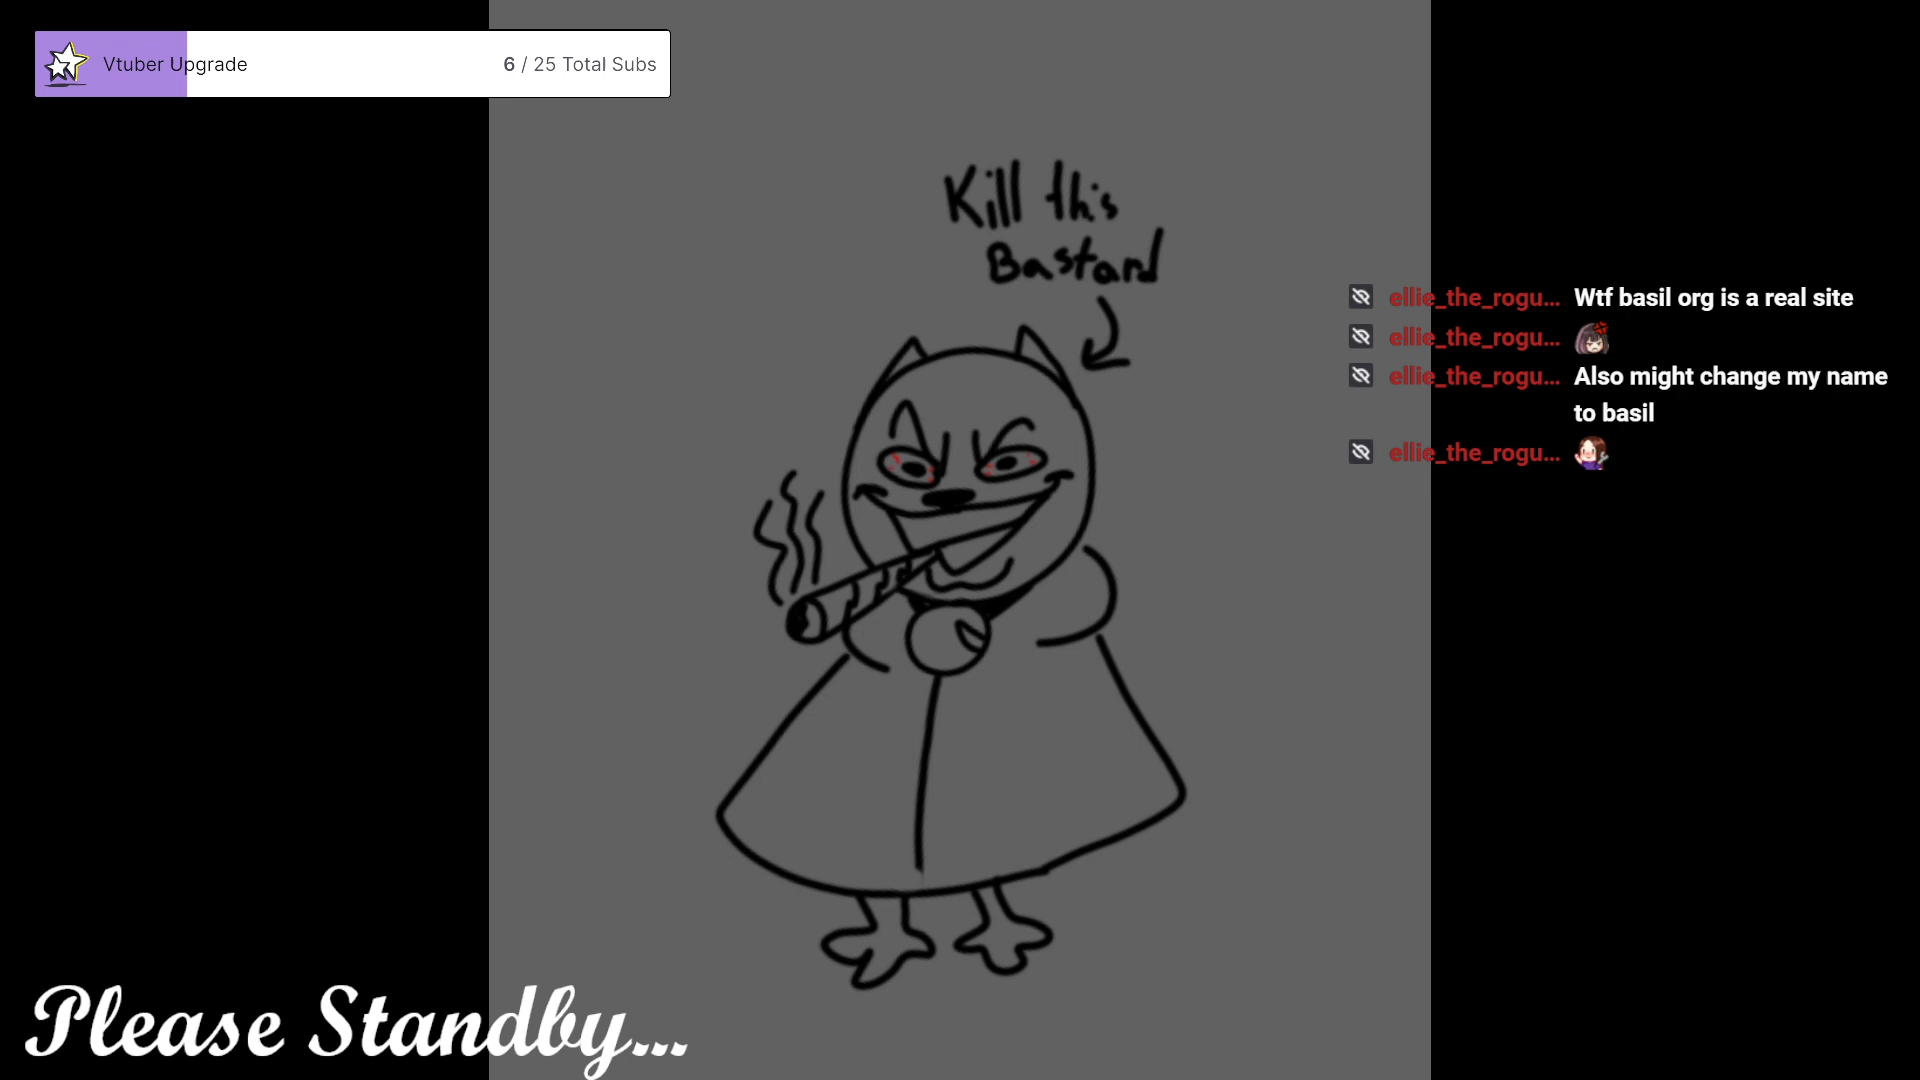 Vtuber Upgrade 6 / 25 Total Subs
Kill this
Bastard
ellie_the_rogu... Wtf basil org is a real site
ellie_the_rogu...
ellie_the_rogu... Also might change my name
to basil
ellie_the_rogu...
Please Standby...